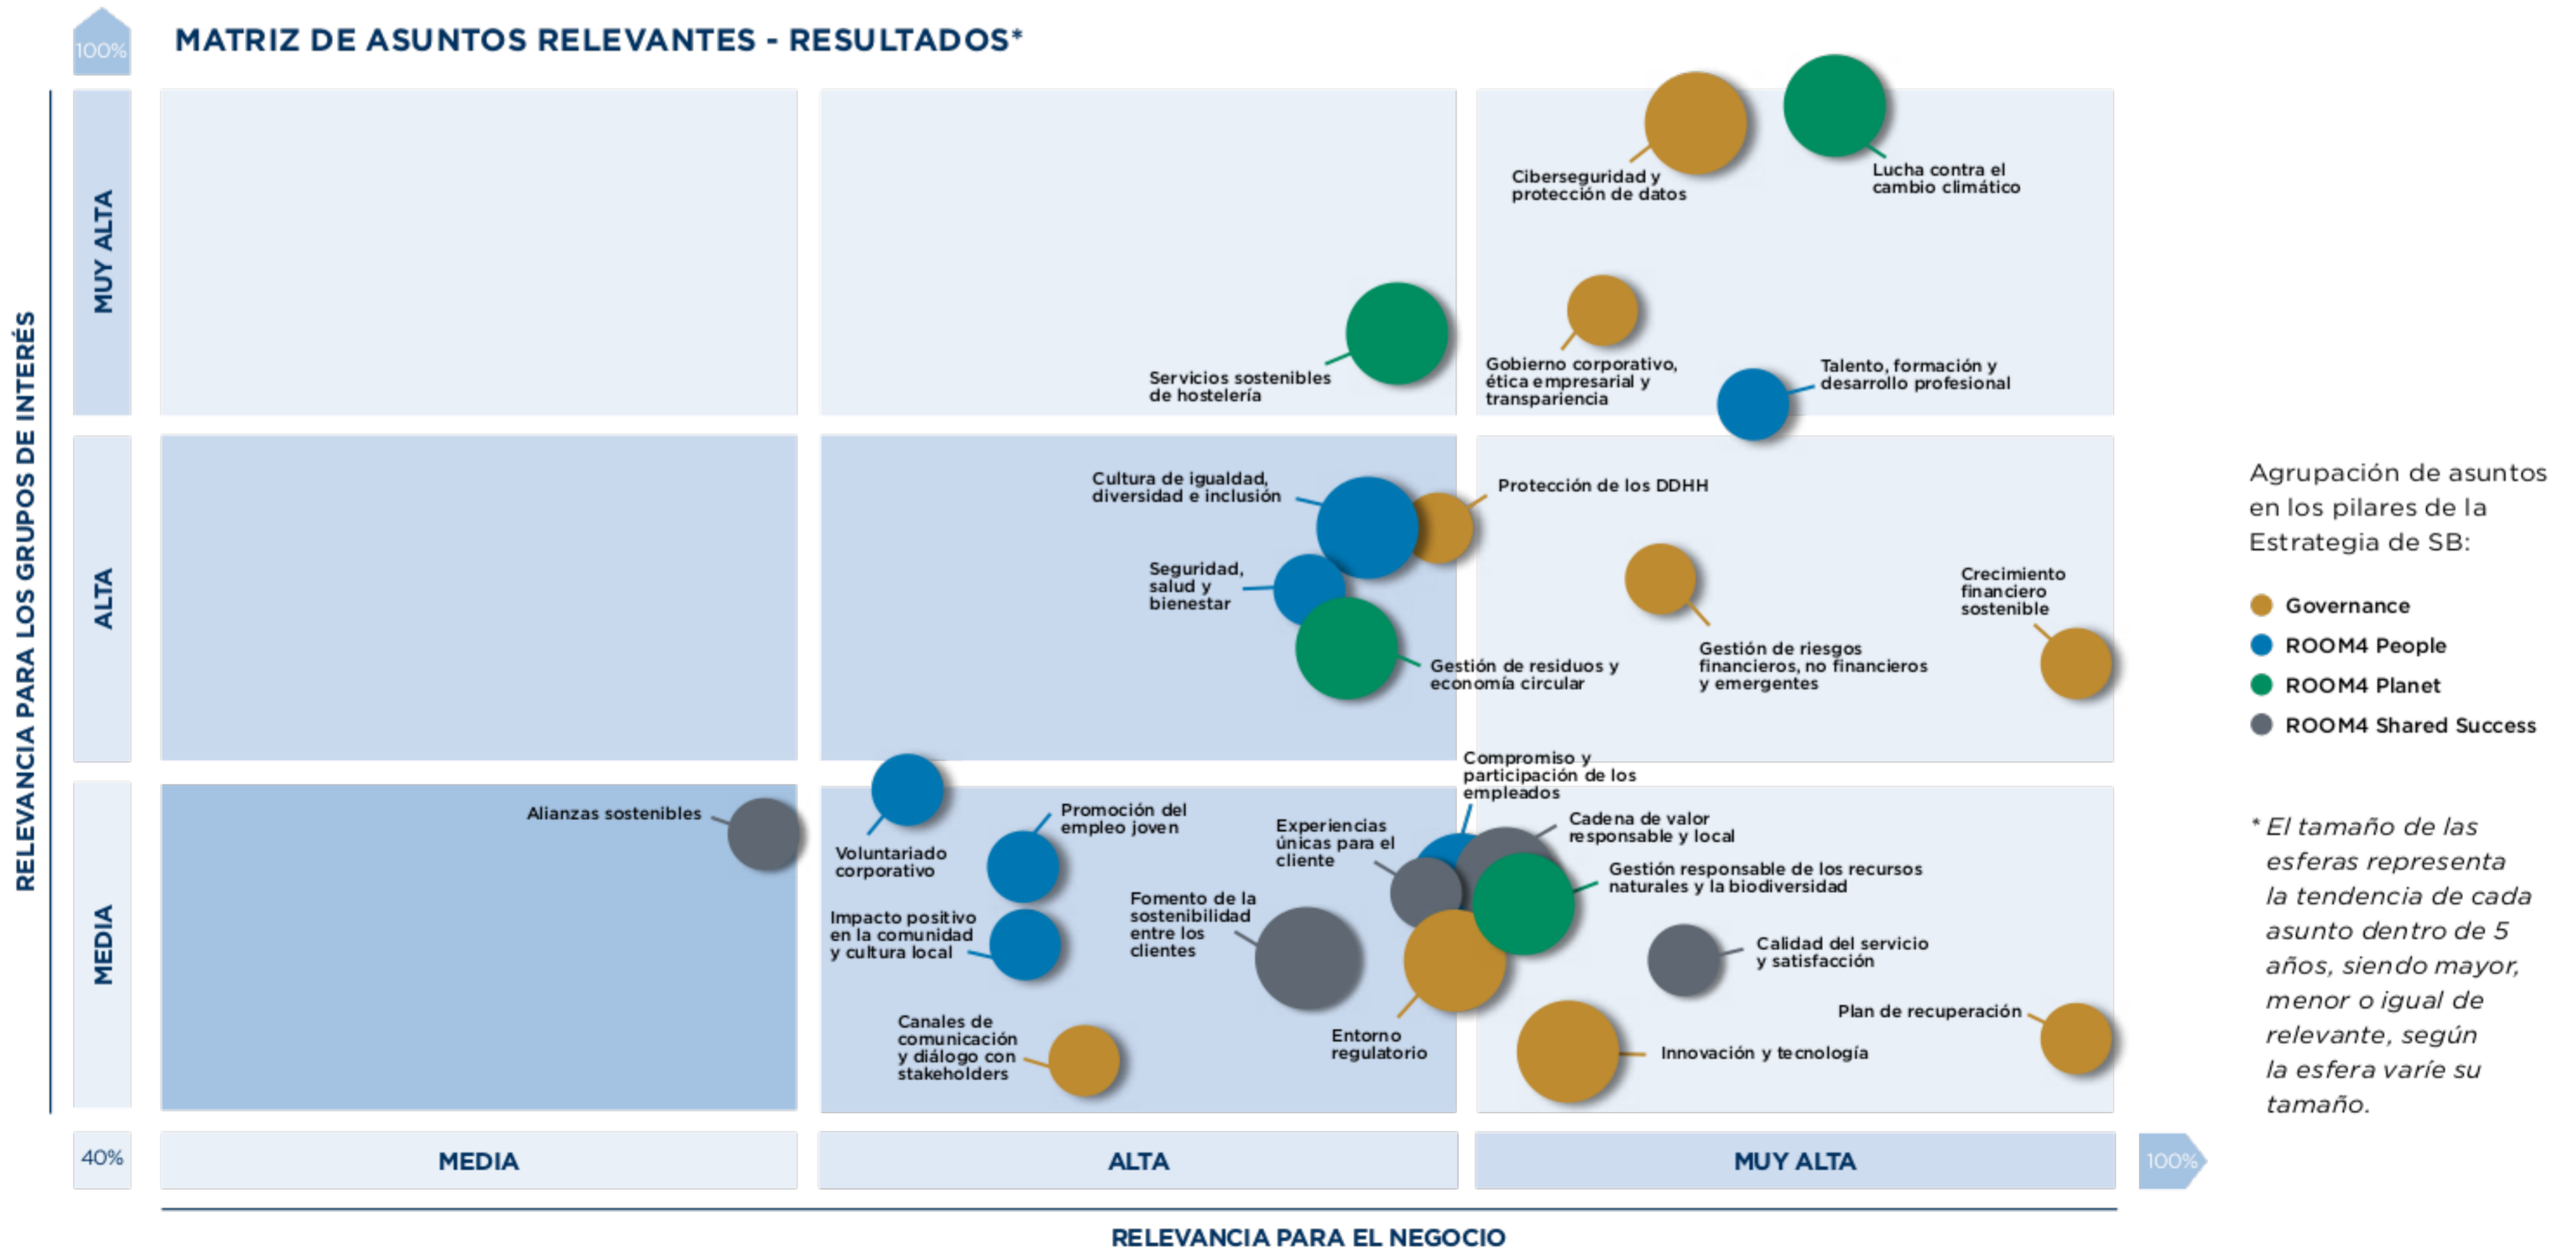 100%
MATRIZ DE ASUNTOS RELEVANTES - RESULTADOS*
RELEVANCIA PARA LOS GRUPOS DE INTERÉS
MUY ALTA
ALTA
MEDIA
Ciberseguridad y
protección de datos
Lucha contra el
cambio climático
Servicios sostenibles
de hostelería
Gobierno corporativo,
ética empresarial y
transparencia
Talento, formación y
desarrollo profesional
Cultura de igualdad,
diversidad e inclusión
Protección de los DDHH
Seguridad,
salud y
bienestar
Gestión de residuos y
economía circular
Gestión de riesgos
financieros, no financieros
y emergentes
Crecimiento
financiero
sostenible
Alianzas sostenibles
Voluntariado
corporativo
Promoción del
empleo joven
Impacto positivo
en la comunidad
y cultura local
Canales de
comunicación
y diálogo con
stakeholders
Fomento de la
sostenibilidad
entre los
clientes
Experiencias
únicas para el
cliente
Compromiso y
participación de los
empleados
Cadena de valor
responsable y local
Gestión responsable de los recursos
naturales y la biodiversidad
Entorno
regulatorio
Calidad del servicio
y satisfacción
Innovación y tecnología
Plan de recuperación
40%
MEDIA
ALTA
MUY ALTA
100%
RELEVANCIA PARA EL NEGOCIO
Agrupación de asuntos
en los pilares de la
Estrategia de SB:
Governance
ROOM4 People
ROOM4 Planet
ROOM4 Shared Success
* El tamaño de las
esferas representa
la tendencia de cada
asunto dentro de 5
años, siendo mayor,
menor o igual de
relevante, según
la esfera varíe su
tamaño.